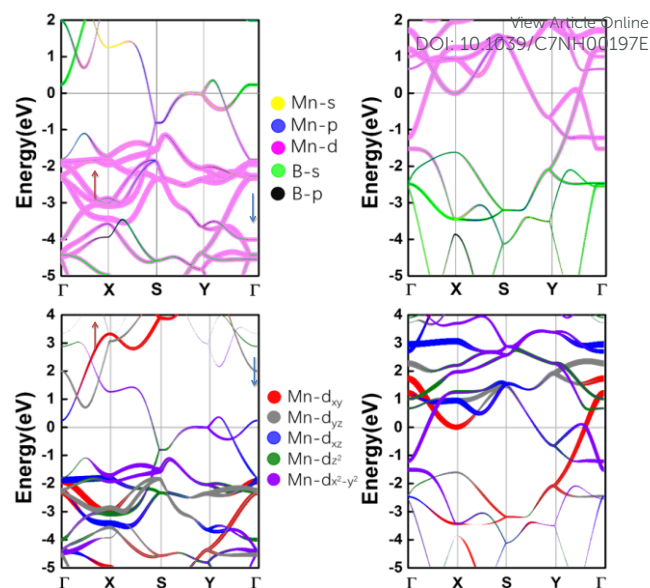 View Article Online
DOI: 10.1039/C7NH00197E
Energy(eV)
2
1
0
-1
-2
-3
-4
-5
Γ X S Y Γ
Mn-s
Mn-p
Mn-d
B-s
B-p
Energy(eV)
2
1
0
-1
-2
-3
-4
-5
Γ X S Y Γ
Energy(eV)
4
3
2
1
0
-1
-2
-3
-4
-5
Γ X S Y Γ
Mn-dxy
Mn-dyz
Mn-dxz
Mn-dz²
Mn-dx²-y²
Energy(eV)
4
3
2
1
0
-1
-2
-3
-4
-5
Γ X S Y Γ